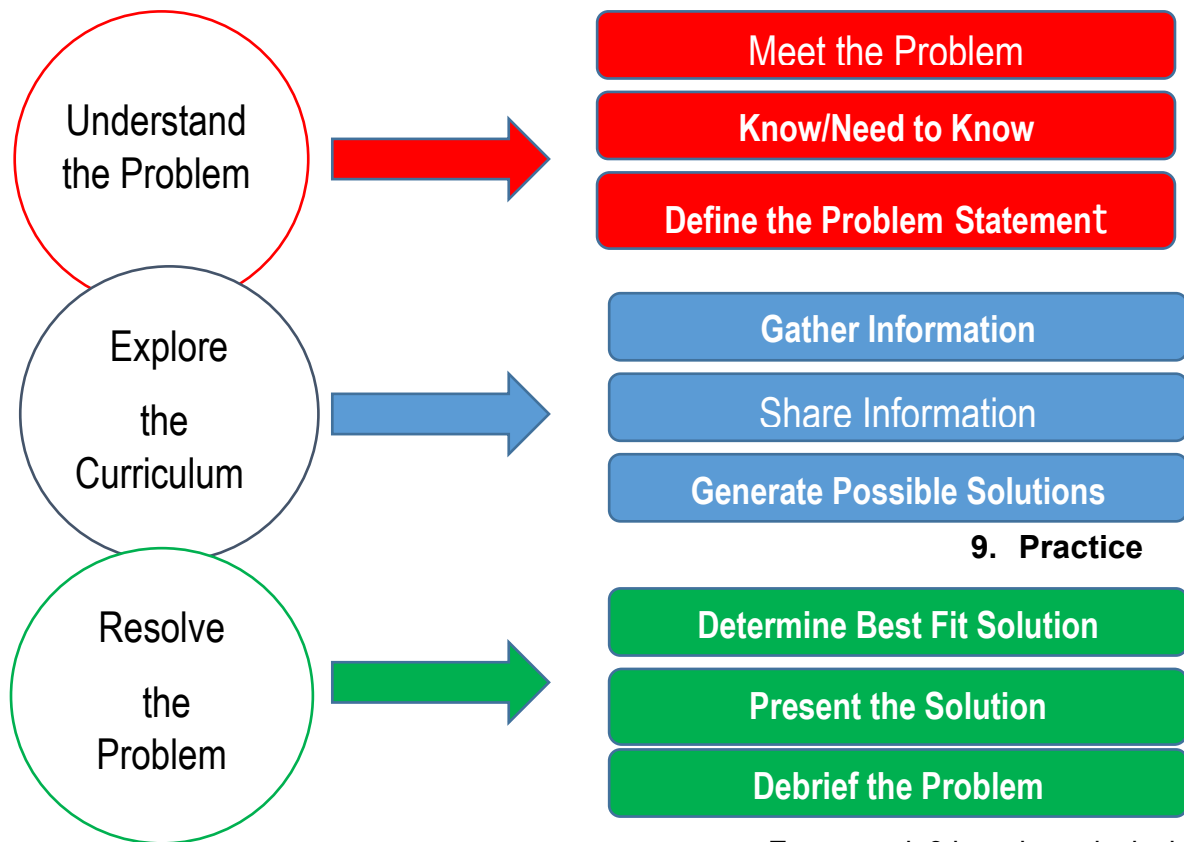 Understand
the Problem
Meet the Problem
Know/Need to Know
Define the Problem Statement
Explore
the
Curriculum
Gather Information
Share Information
Generate Possible Solutions
9. Practice
Resolve
the
Problem
Determine Best Fit Solution
Present the Solution
Debrief the Problem